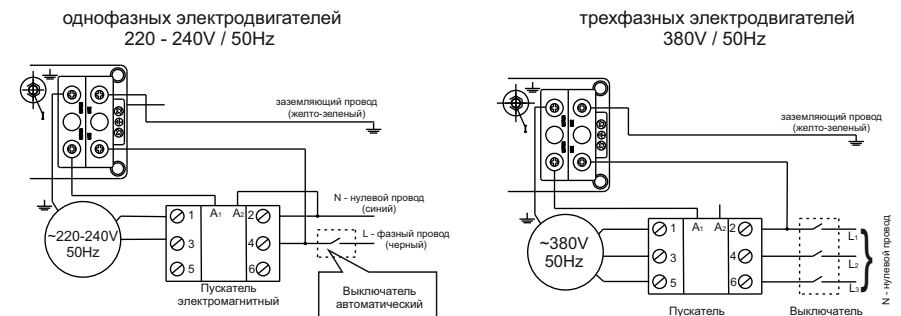 однофазных электродвигателей
220 - 240V / 50Hz
заземляющий провод
(желто-зеленый)
N - нулевой провод
(синий)
L - фазный провод
(черный)
~220-240V
50Hz
1 A1 A2 2
3 4
5 6
Пускатель
электромагнитный
Выключатель
автоматический
трехфазных электродвигателей
380V / 50Hz
заземляющий провод
(желто-зеленый)
~380V
50Hz
1 A1 A2 2
3 4
5 6
L1
L2
L3
N - нулевой провод
Пускатель
Выключатель